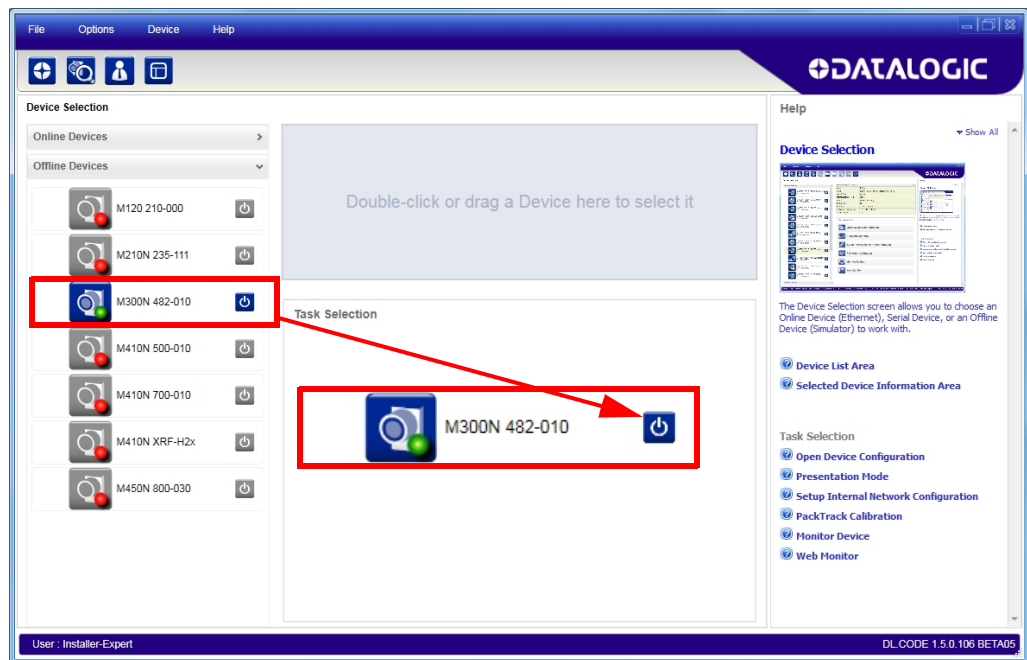 File Options Device Help
DATALOGIC
Device Selection
Online Devices
Offline Devices
M120 210-000
M210N 235-111
M300N 482-010
M410N 500-010
M410N 700-010
M410N XRF-H2x
M450N 800-030
Double-click or drag a Device here to select it
Task Selection
M300N 482-010
Help
Show All
Device Selection
The Device Selection screen allows you to choose an
Online Device (Ethernet), Serial Device, or an Offline
Device (Simulator) to work with.
Device List Area
Selected Device Information Area
Task Selection
Open Device Configuration
Presentation Mode
Setup Internal Network Configuration
PackTrack Calibration
Monitor Device
Web Monitor
User : Installer-Expert
DL.CODE 1.5.0.106 BETA05